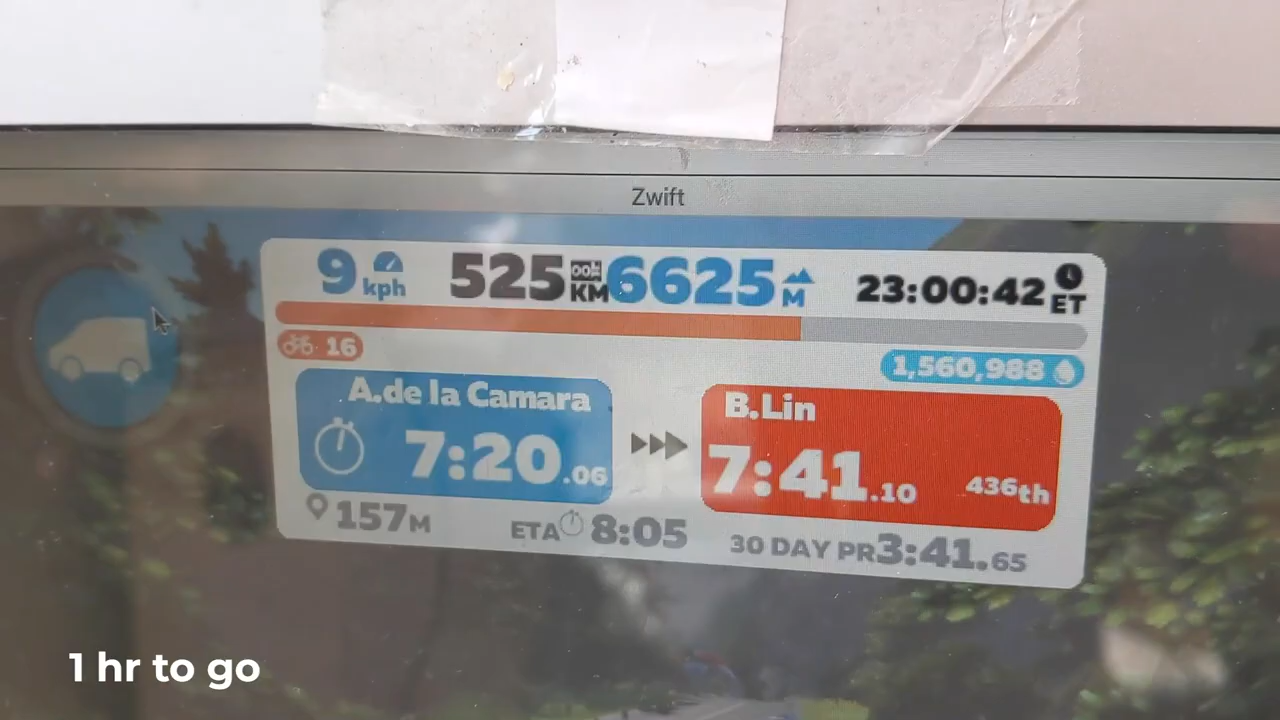 Zwift
9 kph 525 KM 6625 M 23:00:42 ET
16
1,560,988
A.de la Camara
7:20.06
B.Lin
7:41.10 436th
157M ETA 8:05 30 DAY PR 3:41.65
1 hr to go